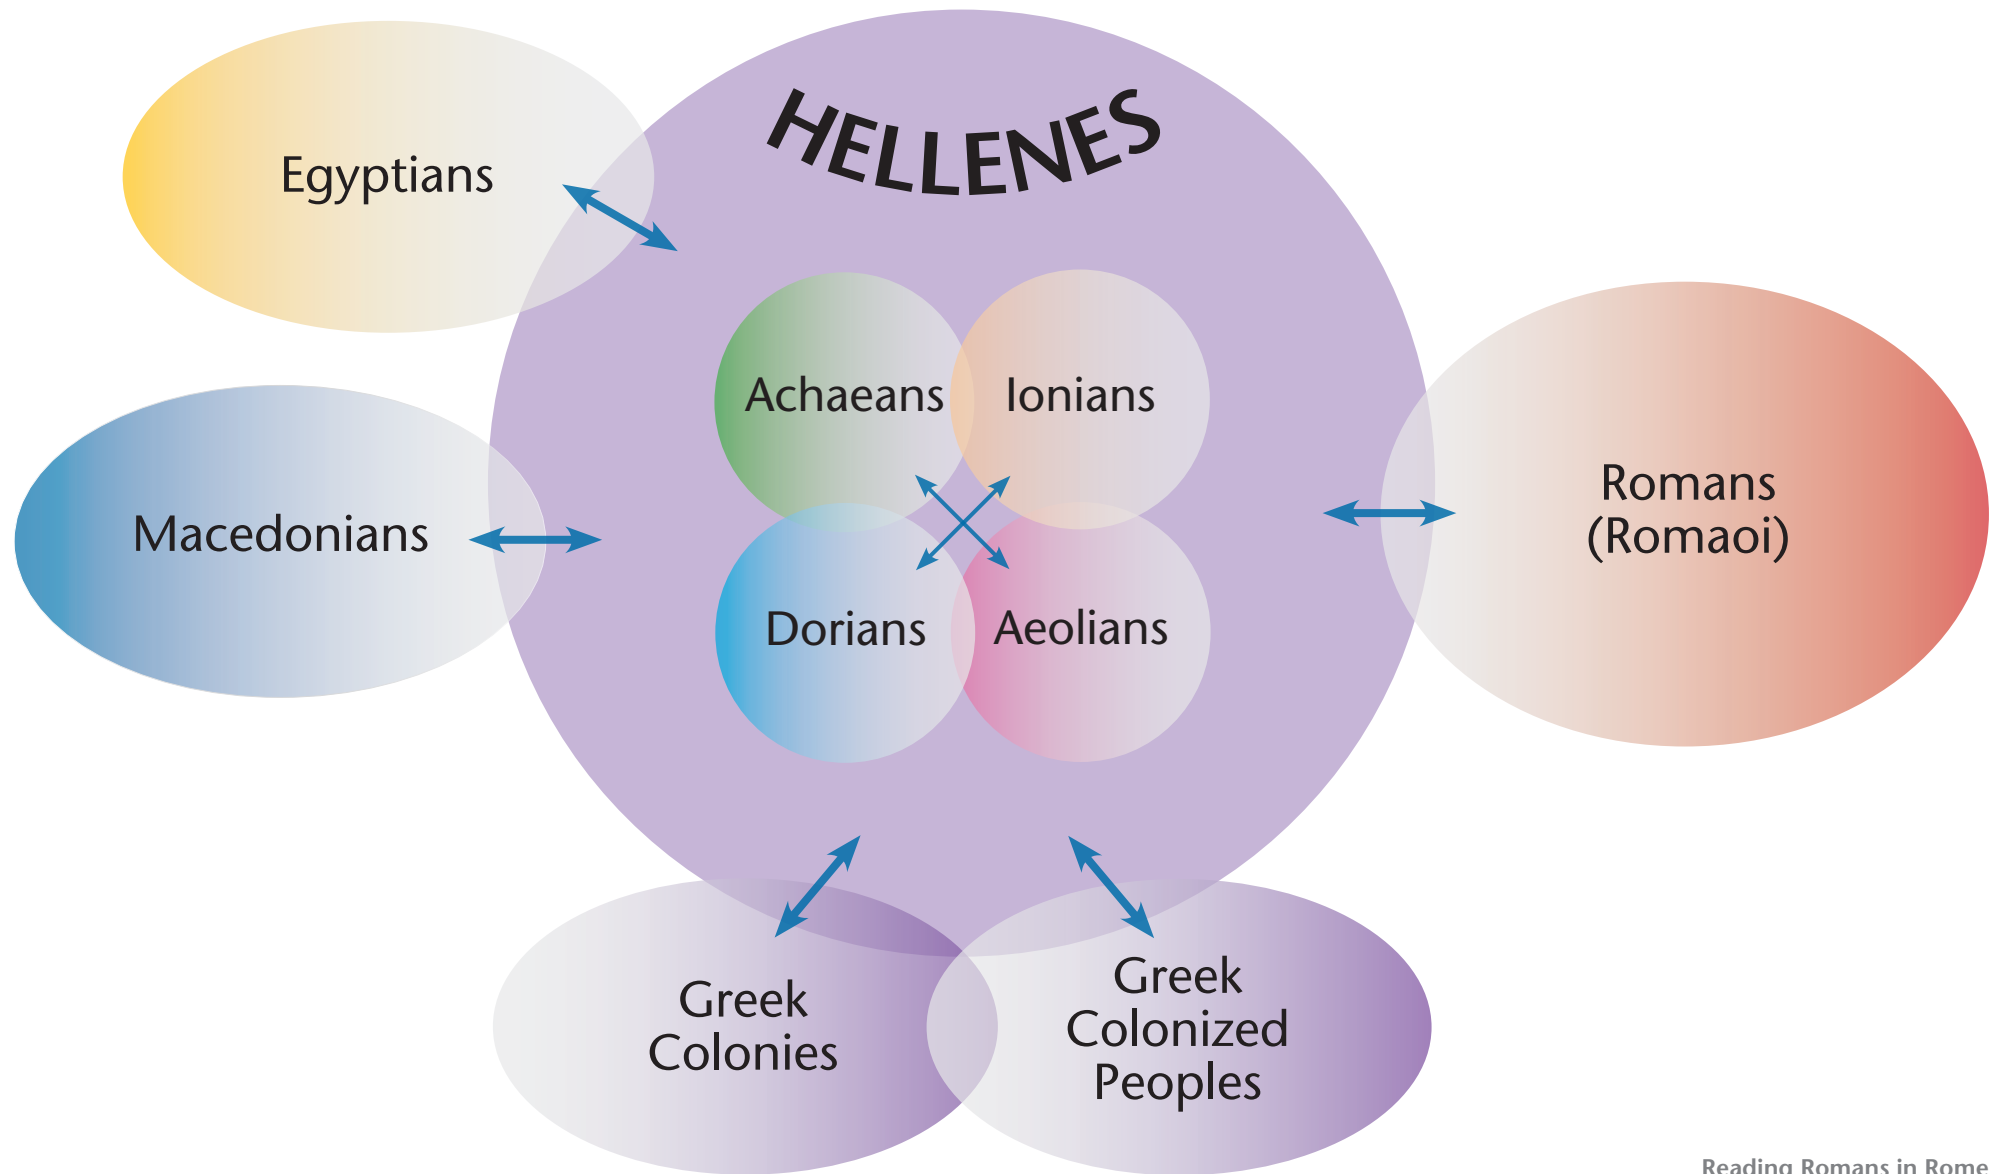 HELLENES
Egyptians
Achaeans
Ionians
Macedonians
Romans
(Romaoi)
Dorians
Aeolians
Greek
Colonies
Greek
Colonized
Peoples
Reading Romans in Rome